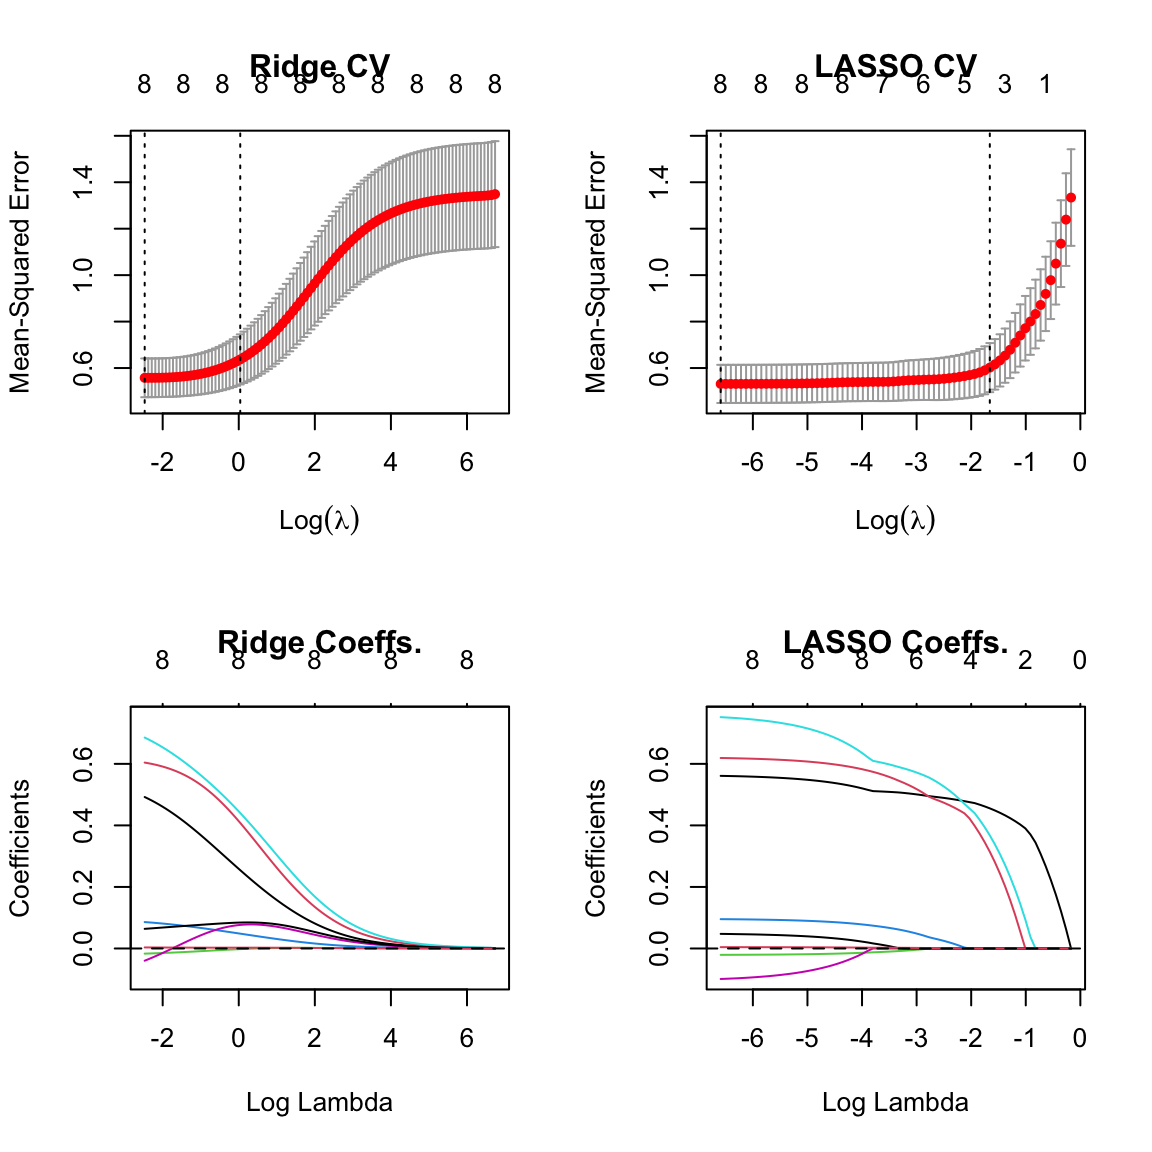 Ridge CV
8 8 8 8 8 8 8 8 8 8
Mean-Squared Error
1.4
1.0
0.6
-2 0 2 4 6
Log(λ)
LASSO CV
8 8 8 8 7 6 5 3 1
Mean-Squared Error
1.4
1.0
0.6
-6 -5 -4 -3 -2 -1 0
Log(λ)
Ridge Coeffs.
8 8 8 8 8
Coefficients
0.6
0.4
0.2
0.0
-2 0 2 4 6
Log Lambda
LASSO Coeffs.
8 8 8 6 4 2 0
Coefficients
0.6
0.4
0.2
0.0
-6 -5 -4 -3 -2 -1 0
Log Lambda